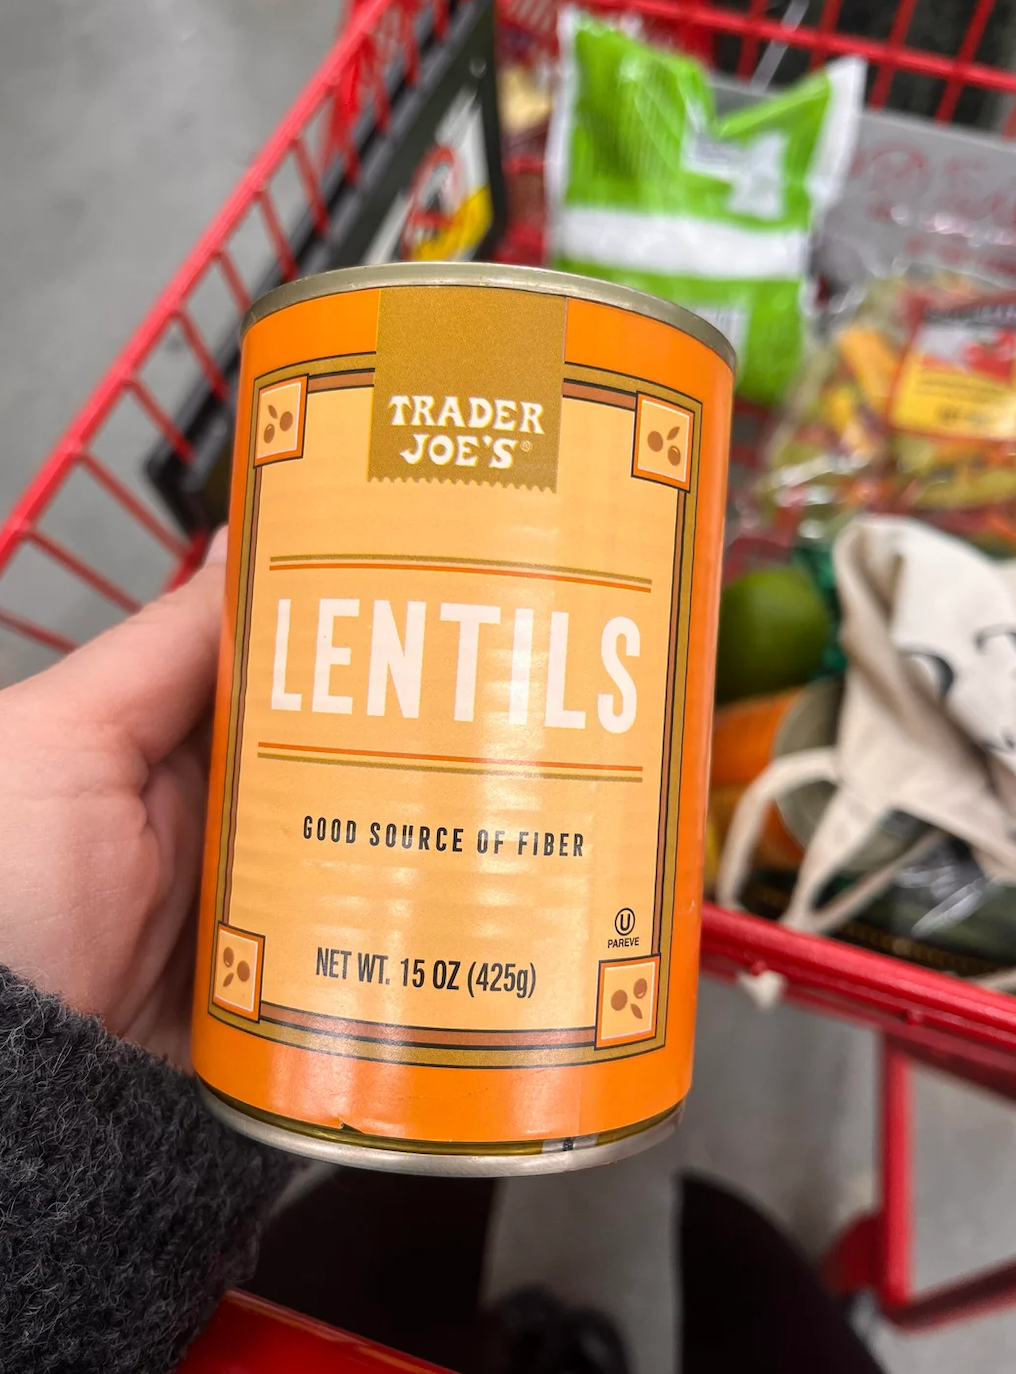 TRADER
JOE'S®
LENTILS
GOOD SOURCE OF FIBER
U
PAREVE
NET WT. 15 OZ (425g)